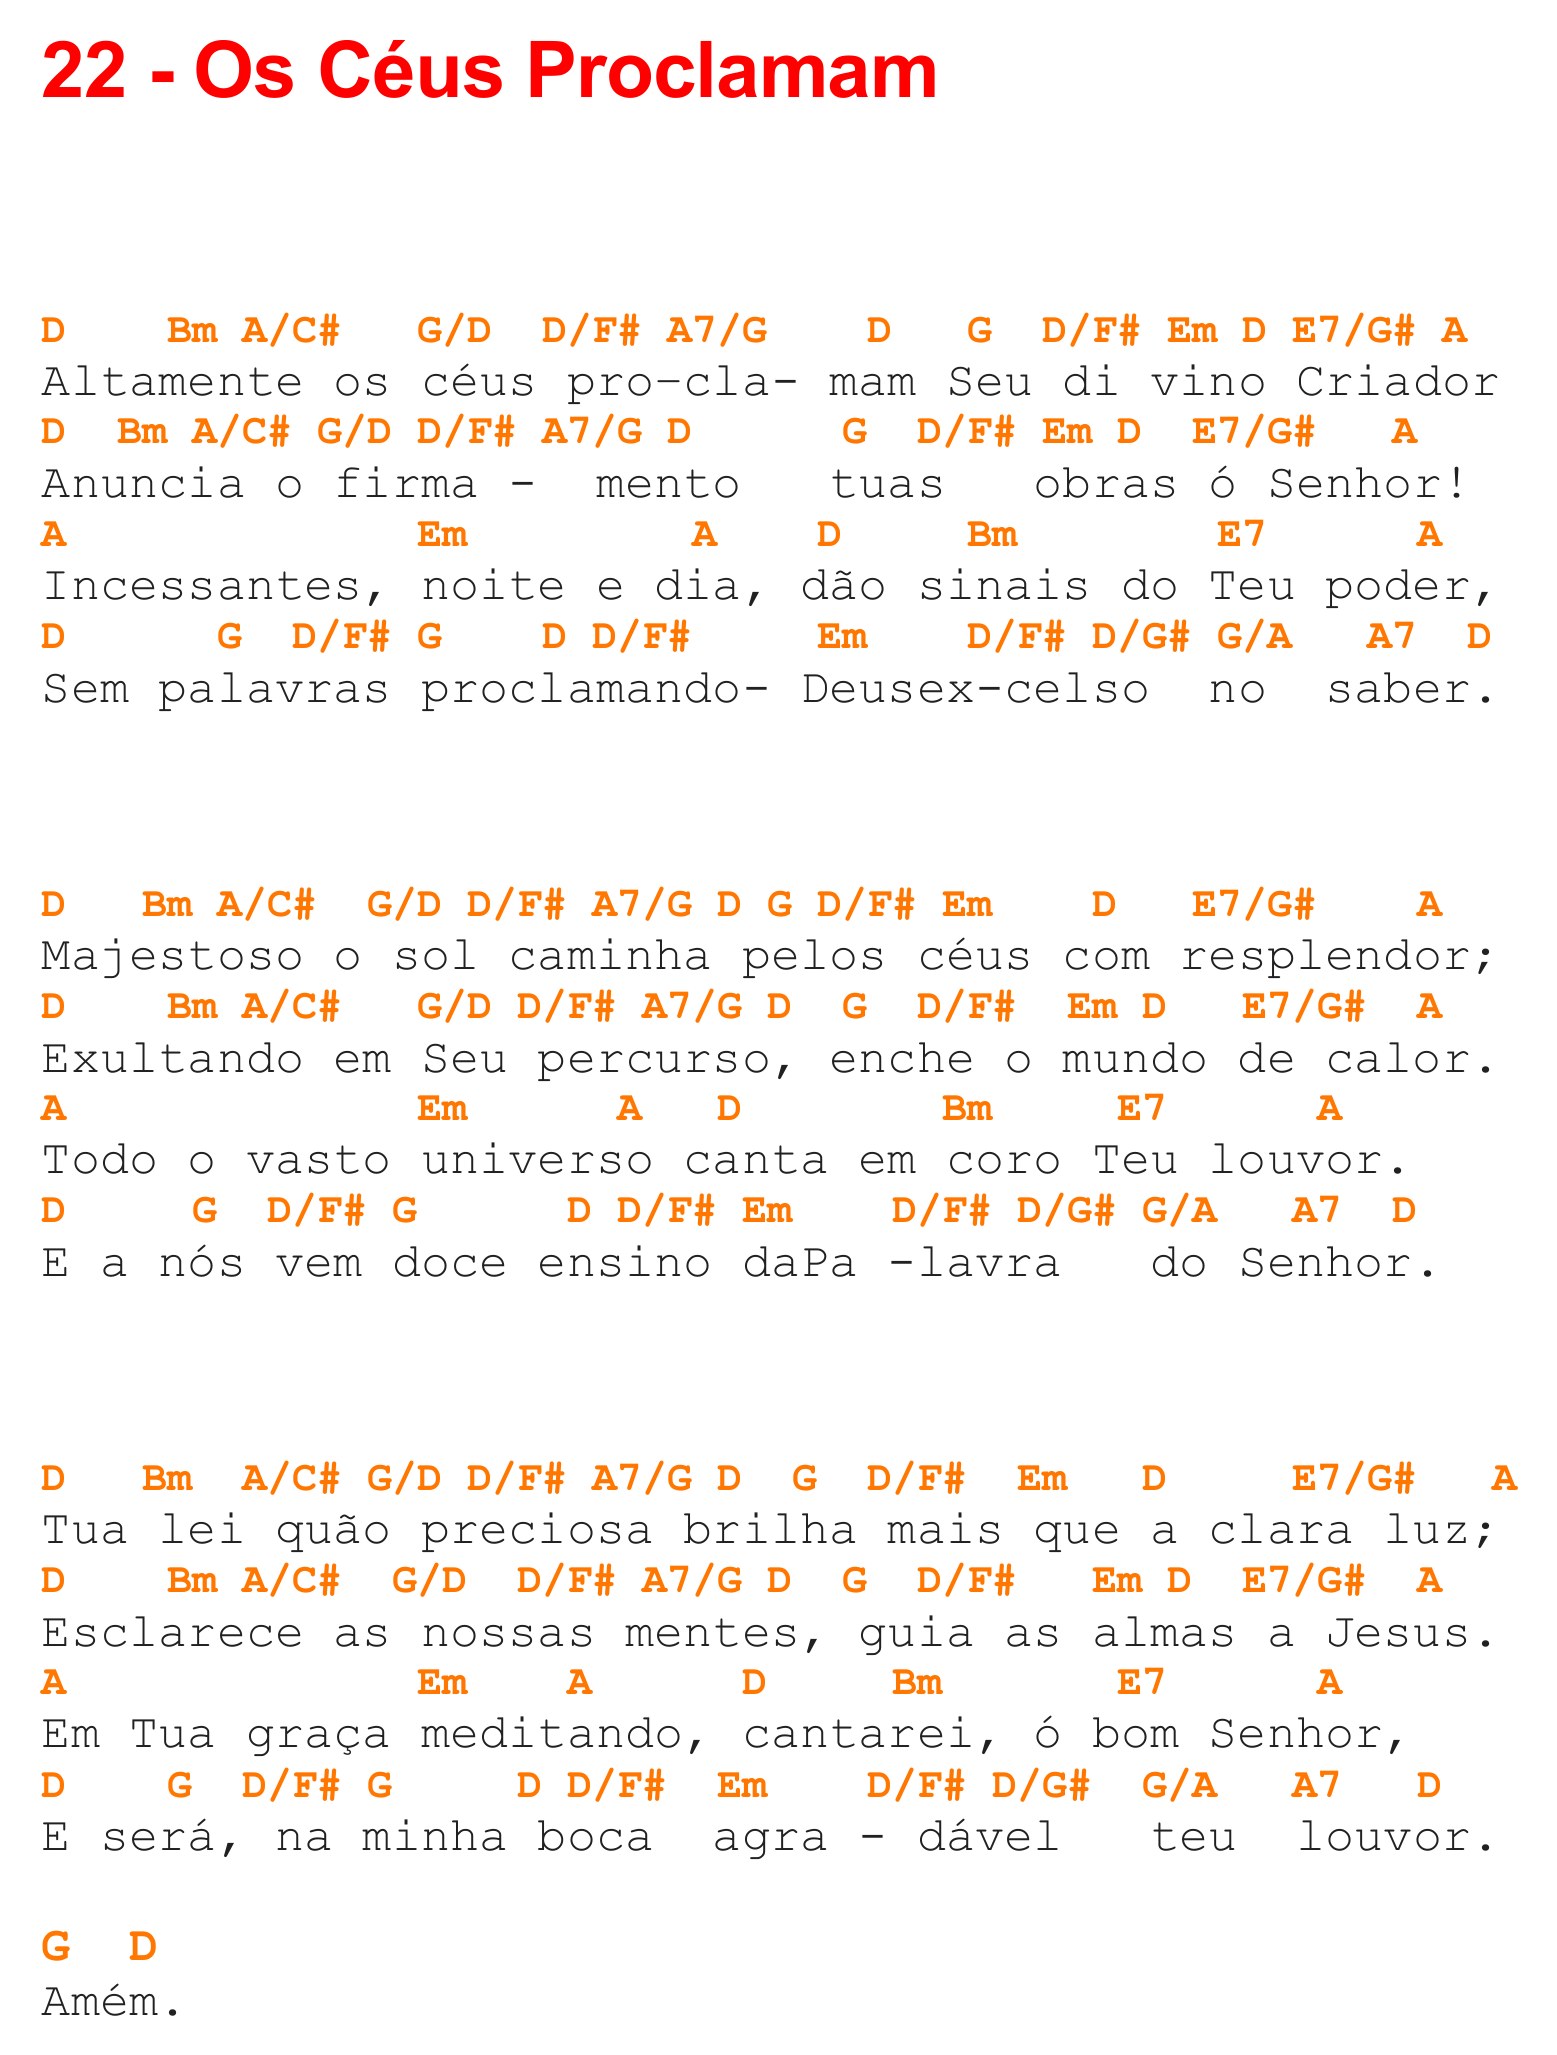 22 - Os Céus Proclamam
D    Bm A/C#   G/D  D/F# A7/G    D   G  D/F# Em D E7/G# A
Altamente os céus pro-cla- mam Seu di vino Criador
D  Bm A/C# G/D D/F# A7/G D      G  D/F# Em D  E7/G#   A
Anuncia o firma -  mento   tuas   obras ó Senhor!
A              Em         A    D     Bm        E7      A
Incessantes, noite e dia, dão sinais do Teu poder,
D      G  D/F# G    D D/F#     Em    D/F# D/G# G/A   A7  D
Sem palavras proclamando- Deusex-celso  no  saber.
D   Bm A/C#  G/D D/F# A7/G D G D/F# Em    D   E7/G#    A
Majestoso o sol caminha pelos céus com resplendor;
D    Bm A/C#   G/D D/F# A7/G D  G  D/F#  Em D   E7/G#  A
Exultando em Seu percurso, enche o mundo de calor.
A              Em      A   D        Bm     E7      A
Todo o vasto universo canta em coro Teu louvor.
D     G  D/F# G      D D/F# Em    D/F# D/G# G/A   A7  D
E a nós vem doce ensino daPa -lavra   do Senhor.
D   Bm  A/C# G/D D/F# A7/G D  G  D/F#  Em   D     E7/G#   A
Tua lei quão preciosa brilha mais que a clara luz;
D    Bm A/C#  G/D  D/F# A7/G D  G  D/F#   Em D  E7/G#  A
Esclarece as nossas mentes, guia as almas a Jesus.
A              Em    A      D     Bm       E7      A
Em Tua graça meditando, cantarei, ó bom Senhor,
D    G  D/F# G     D D/F#  Em    D/F# D/G#  G/A   A7   D
E será, na minha boca  agra - dável   teu  louvor.
G  D
Amém.